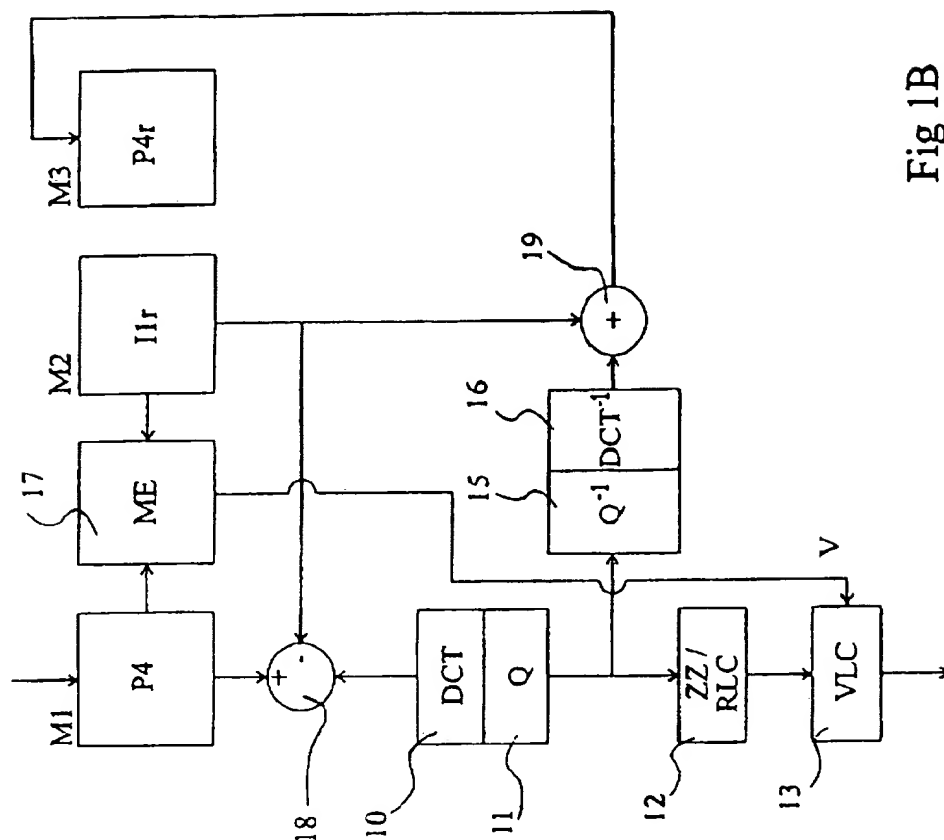 M1
P4
17
ME
M2
I1r
M3
P4r
18
+
-
10
DCT
11
Q
15
Q-1
16
DCT-1
19
+
12
ZZ /
RLC
V
13
VLC
Fig 1B